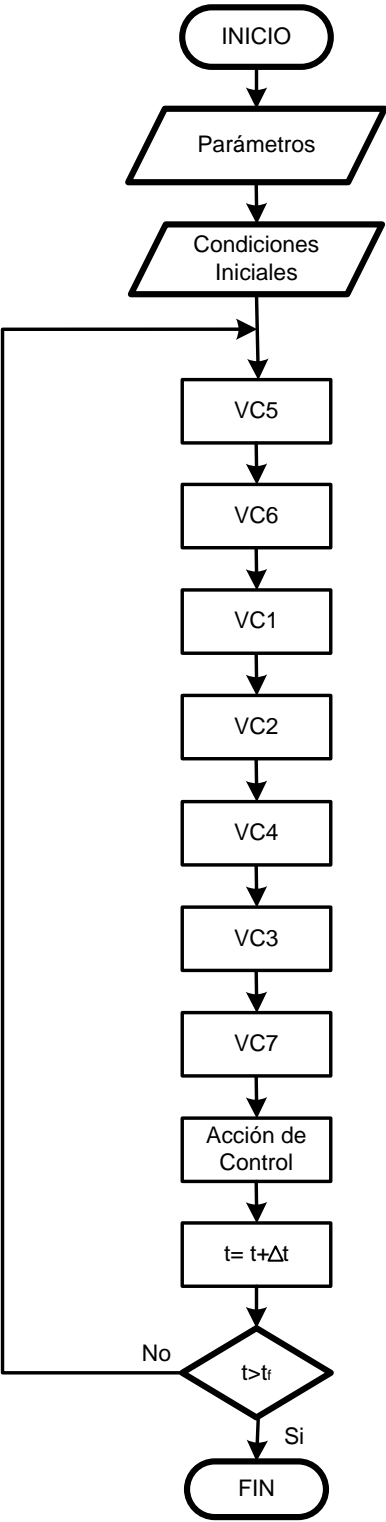 INICIO
Parámetros
Condiciones
Iniciales
VC5
VC6
VC1
VC2
VC4
VC3
VC7
Acción de
Control
t= t+Δt
No
t>tf
Si
FIN